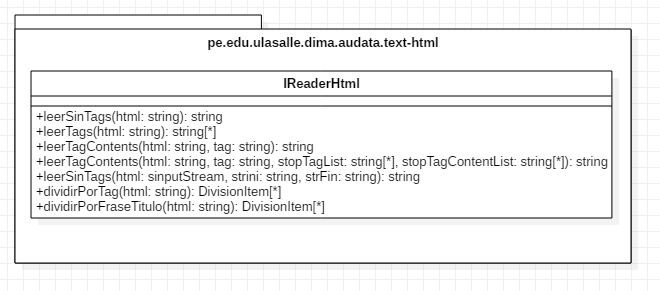 pe.edu.ulasalle.dima.audata.text-html
IReaderHtml
+leerSinTags(html: string): string
+leerTags(html: string): string[*]
+leerTagContents(html: string, tag: string): string
+leerTagContents(html: string, tag: string, stopTagList: string[*], stopTagContentList: string[*]): string
+leerSinTags(html: sinputStream, strini: string, strFin: string): string
+dividirPorTag(html: string): DivisionItem[*]
+dividirPorFraseTitulo(html: string): DivisionItem[*]